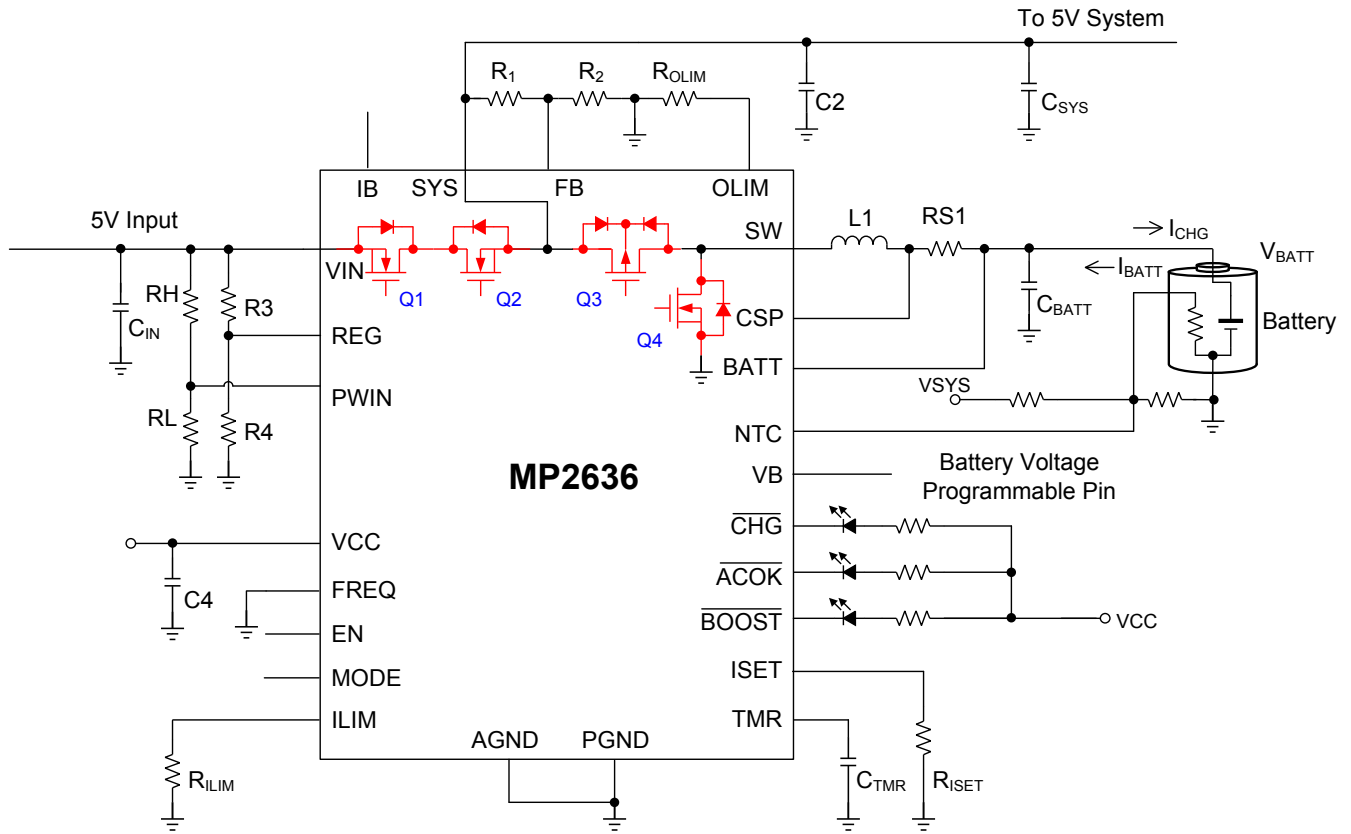 To 5V System
R1
R2
ROLIM
C2
CSYS
IB
SYS
FB
OLIM
5V Input
SW
L1
RS1
ICHG
VBATT
IBATT
VIN
Q1
Q2
Q3
Q4
CIN
RH
R3
REG
CSP
CBATT
Battery
PWIN
BATT
RL
R4
VSYS
NTC
MP2636
VB
Battery Voltage
Programmable Pin
CHG
VCC
ACOK
C4
FREQ
BOOST
VCC
EN
ISET
MODE
ILIM
TMR
AGND
PGND
RILIM
CTMR
RISET